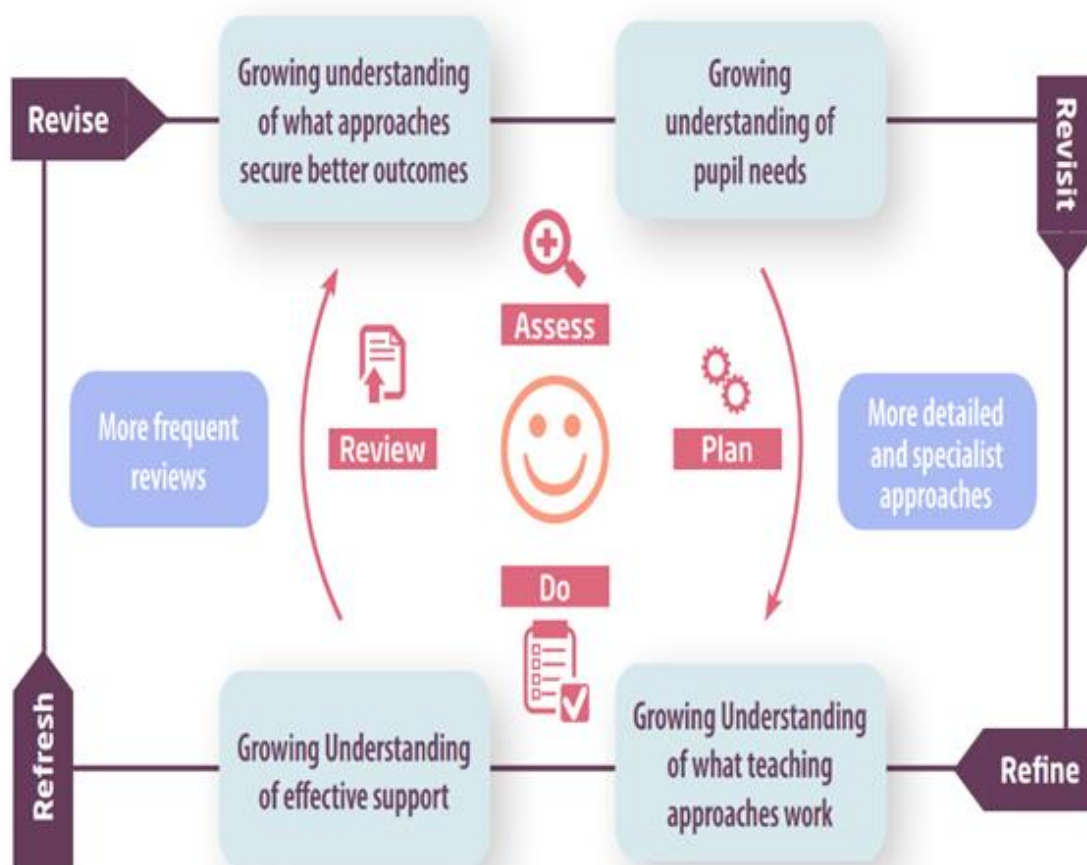 Revise
Growing understanding
of what approaches
secure better outcomes
Growing
understanding of
pupil needs
Revisit
Assess
More frequent
reviews
Review
Plan
More detailed
and specialist
approaches
Do
Refresh
Growing Understanding
of effective support
Growing Understanding
of what teaching
approaches work
Refine